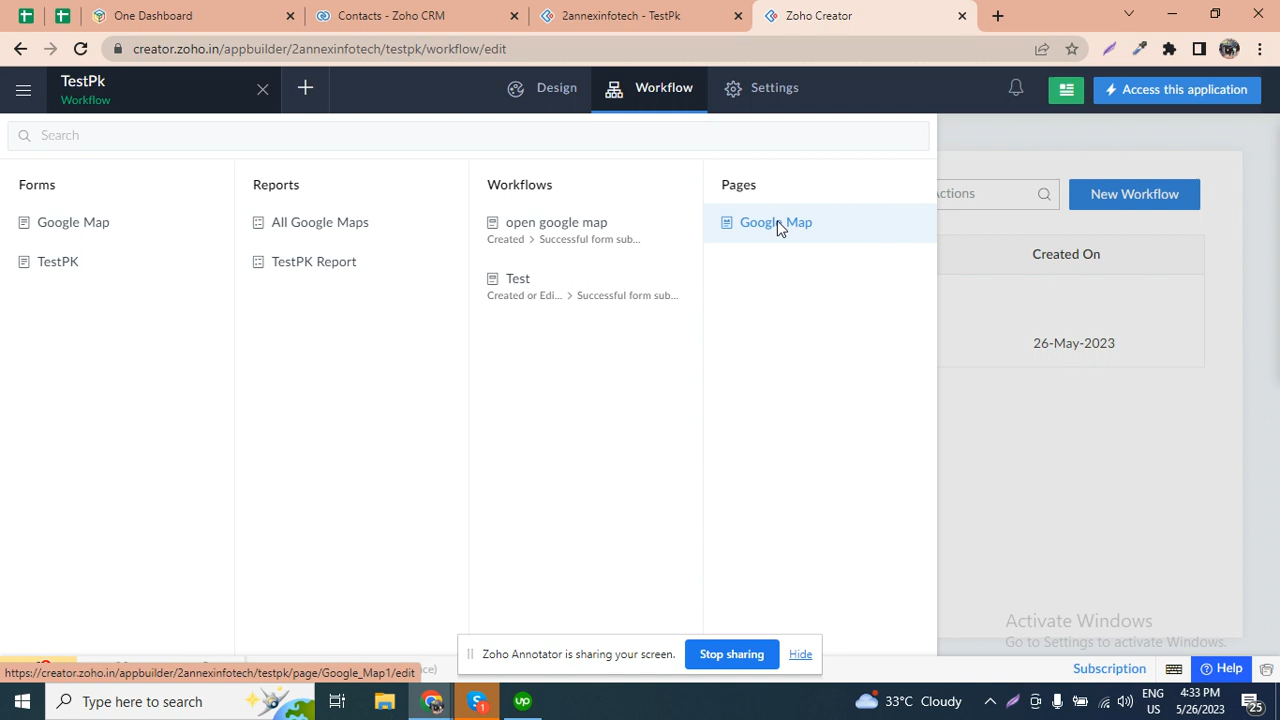 One Dashboard
Contacts - Zoho CRM
2annexinfotech - TestPk
Zoho Creator
creator.zoho.in/appbuilder/2annexinfotech/testpk/workflow/edit
TestPk
Workflow
Design
Workflow
Settings
Access this application
Search
Forms
Reports
Workflows
Pages
Google Map
All Google Maps
open google map
Created > Successful form sub...
Google Map
TestPK
TestPK Report
Test
Created or Edi... > Successful form sub...
New Workflow
Created On
26-May-2023
Activate Windows
Go to Settings to activate Windows.
Zoho Annotator is sharing your screen.
Stop sharing
Hide
https://creator.zoho.in/appbuilder/2annexinfotech/testpk/page/Google_Map1/edit
Subscription
Help
Type here to search
S 1
up
33°C Cloudy
ENG
US
4:33 PM
5/26/2023
25